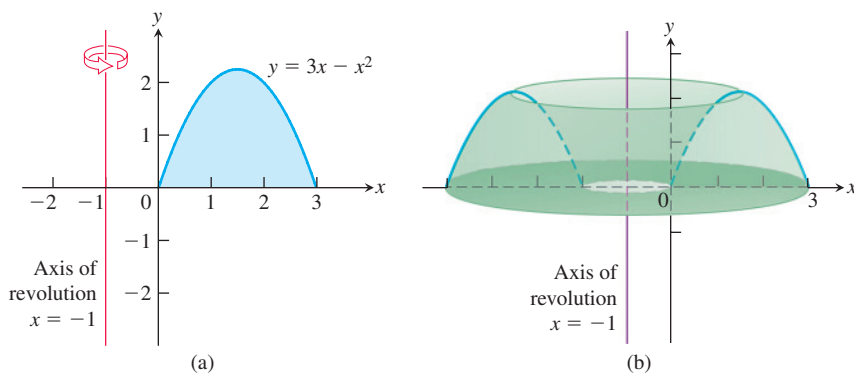 y
y = 3x − x²
2
1
−2 −1 0 1 2 3 x
−1
−2
Axis of
revolution
x = −1
(a)
y
0 3 x
Axis of
revolution
x = −1
(b)